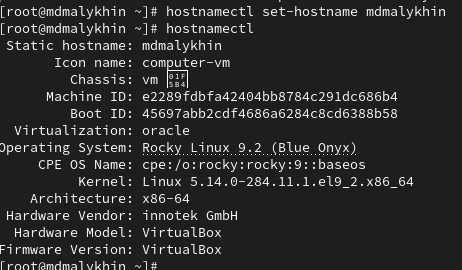 [root@mdmalykhin ~]# hostnamectl set-hostname mdmalykhin
[root@mdmalykhin ~]# hostnamectl
Static hostname: mdmalykhin
Icon name: computer-vm
Chassis: vm 🖴
Machine ID: e2289fdbfa42404bb8784c291dc686b4
Boot ID: 45697abb2cdf4686a6284c8cd6388b58
Virtualization: oracle
Operating System: Rocky Linux 9.2 (Blue Onyx)
CPE OS Name: cpe:/o:rocky:rocky:9::baseos
Kernel: Linux 5.14.0-284.11.1.el9_2.x86_64
Architecture: x86-64
Hardware Vendor: innotek GmbH
Hardware Model: VirtualBox
Firmware Version: VirtualBox
[root@mdmalykhin ~]#